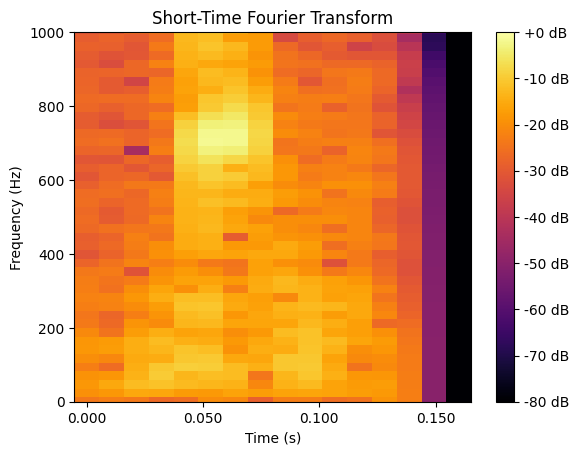 Short-Time Fourier Transform
1000
800
600
400
200
0
Frequency (Hz)
0.000
0.050
0.100
0.150
Time (s)
+0 dB
-10 dB
-20 dB
-30 dB
-40 dB
-50 dB
-60 dB
-70 dB
-80 dB